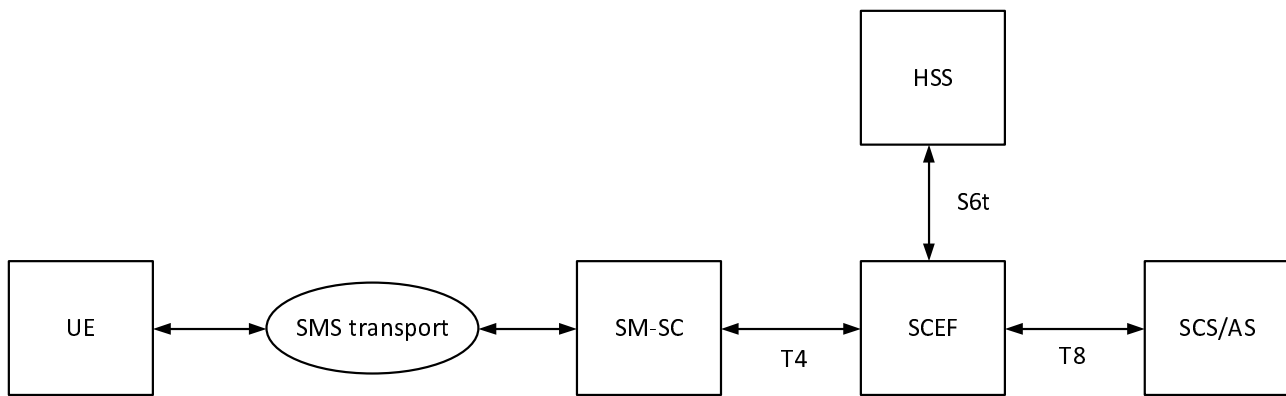 HSS
S6t
UE
SMS transport
SM-SC
T4
SCEF
T8
SCS/AS